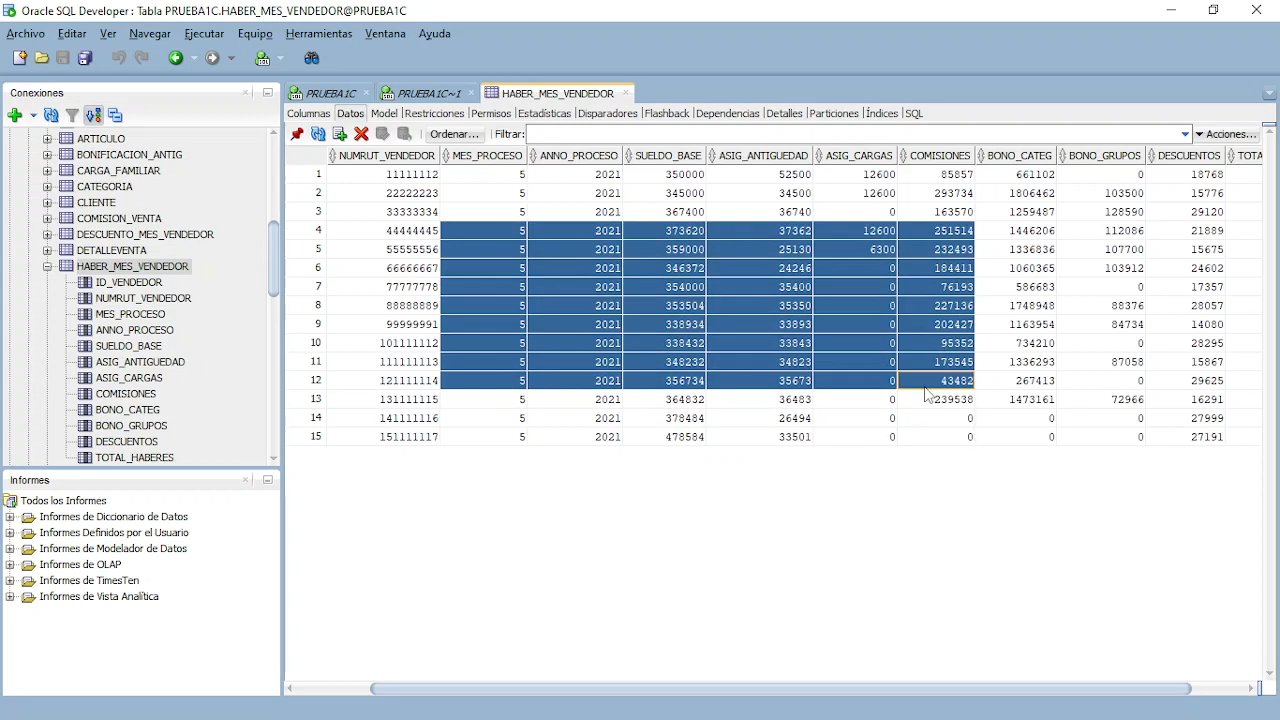 Oracle SQL Developer : Tabla PRUEBA1C.HABER_MES_VENDEDOR@PRUEBA1C
Archivo Editar Ver Navegar Ejecutar Equipo Herramientas Ventana Ayuda
Conexiones
ARTICULO
BONIFICACION_ANTIG
CARGA_FAMILIAR
CATEGORIA
CLIENTE
COMISION_VENTA
DESCUENTO_MES_VENDEDOR
DETALLEVENTA
HABER_MES_VENDEDOR
ID_VENDEDOR
NUMRUT_VENDEDOR
MES_PROCESO
ANNO_PROCESO
SUELDO_BASE
ASIG_ANTIGUEDAD
ASIG_CARGAS
COMISIONES
BONO_CATEG
BONO_GRUPOS
DESCUENTOS
TOTAL_HABERES
Informes
Todos los Informes
Informes de Diccionario de Datos
Informes Definidos por el Usuario
Informes de Modelador de Datos
Informes de OLAP
Informes de TimesTen
Informes de Vista Analítica
PRUEBA1C PRUEBA1C~1 HABER_MES_VENDEDOR
Columnas Datos Model Restricciones Permisos Estadísticas Disparadores Flashback Dependencias Detalles Particiones Índices SQL
Ordenar... Filtrar: Acciones...
NUMRUT_VENDEDOR MES_PROCESO ANNO_PROCESO SUELDO_BASE ASIG_ANTIGUEDAD ASIG_CARGAS COMISIONES BONO_CATEG BONO_GRUPOS DESCUENTOS TOTA
1 11111112 5 2021 350000 52500 12600 85857 661102 0 18768
2 22222223 5 2021 345000 34500 12600 293734 1806462 103500 15776
3 33333334 5 2021 367400 36740 0 163570 1259487 128590 29120
4 44444445 5 2021 373620 37362 12600 251514 1446206 112086 21889
5 55555556 5 2021 359000 25130 6300 232493 1336836 107700 15675
6 66666667 5 2021 346372 24246 0 184411 1060365 103912 24602
7 77777778 5 2021 354000 35400 0 76193 586683 0 17357
8 88888889 5 2021 353504 35350 0 227136 1748948 88376 28057
9 99999991 5 2021 338934 33893 0 202427 1163954 84734 14080
10 101111112 5 2021 338432 33843 0 95352 734210 0 28295
11 111111113 5 2021 348232 34823 0 173545 1336293 87058 15867
12 121111114 5 2021 356734 35673 0 43482 267413 0 29625
13 131111115 5 2021 364832 36483 0 239538 1473161 72966 16291
14 141111116 5 2021 378484 26494 0 0 0 0 27999
15 151111117 5 2021 478584 33501 0 0 0 0 27191